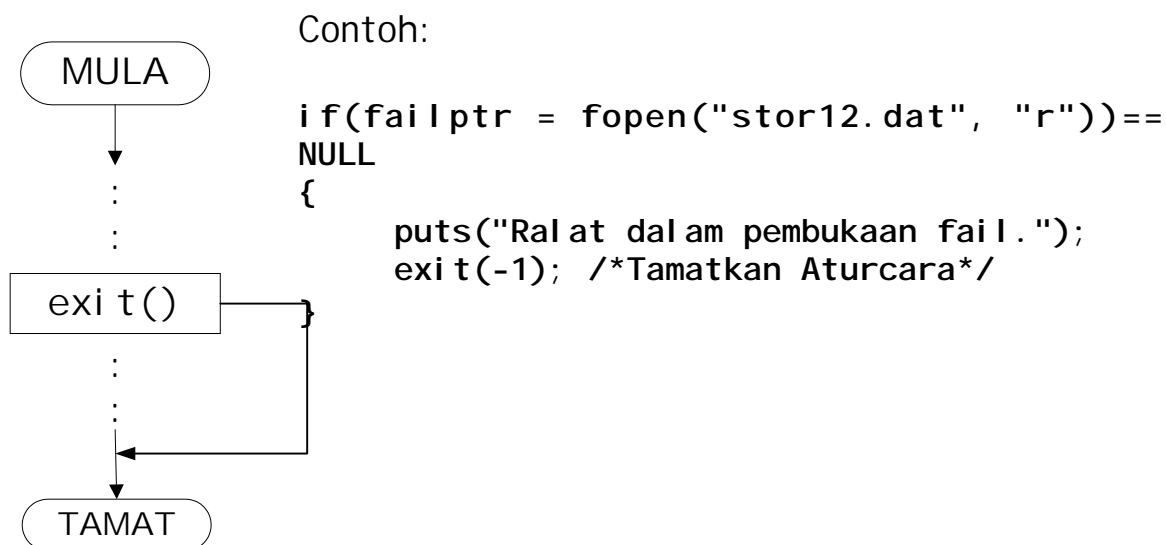 Contoh:
MULA
if(failptr = fopen("stor12.dat", "r"))==
NULL
{
puts("Ralat dalam pembukaan fail.");
exit(-1); /*Tamatkan Aturcara*/
}
:
:
exit()
:
:
TAMAT